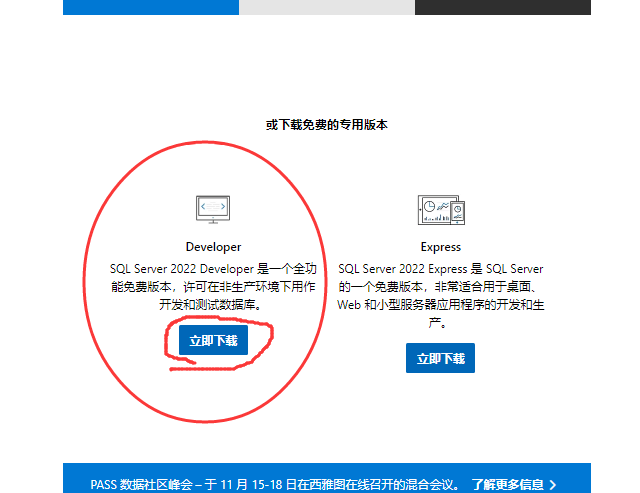 或下载免费的专用版本
Developer
SQL Server 2022 Developer 是一个全功
能免费版本，许可在非生产环境下用作
开发和测试数据库。
立即下载
Express
SQL Server 2022 Express 是 SQL Server
的一个免费版本，非常适合用于桌面、
Web 和小型服务器应用程序的开发和生
产。
立即下载
PASS 数据社区峰会 – 于 11 月 15-18 日在西雅图在线召开的混合会议。 了解更多信息